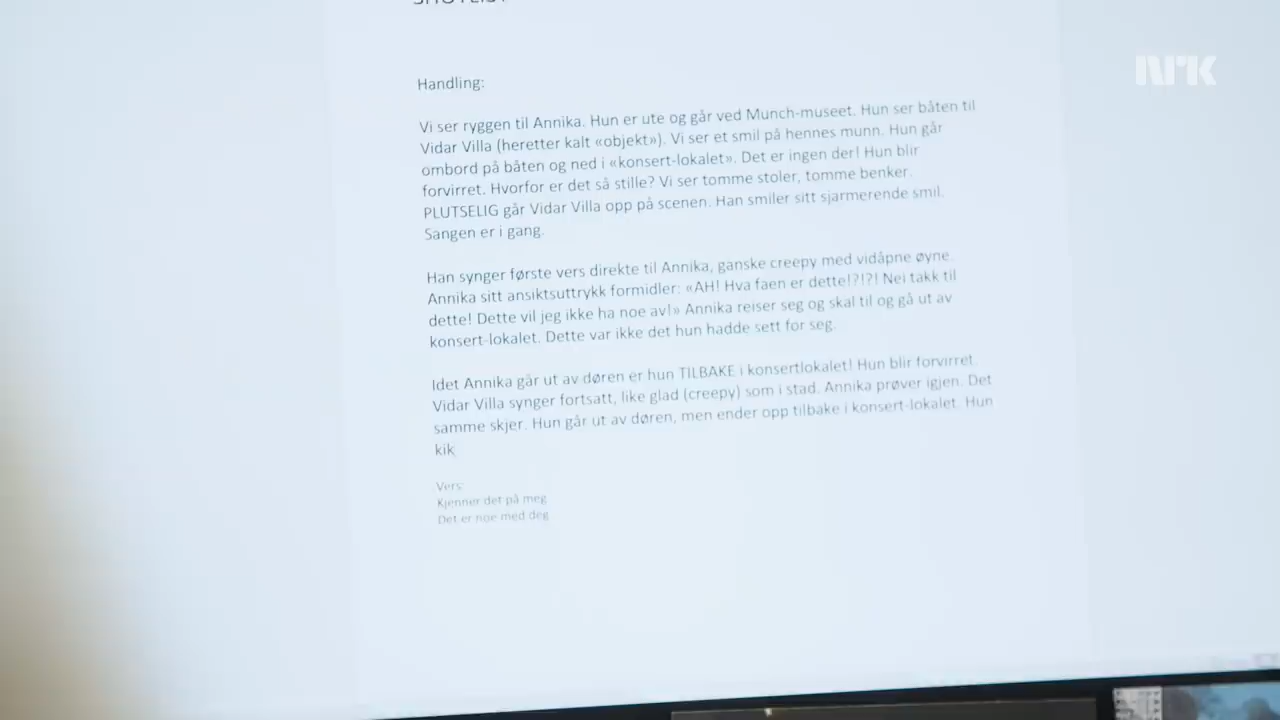 SHOTLIST
NRK
Handling:
Vi ser ryggen til Annika. Hun er ute og går ved Munch-museet. Hun ser båten til
Vidar Villa (heretter kalt «objekt»). Vi ser et smil på hennes munn. Hun går
ombord på båten og ned i «konsert-lokalet». Det er ingen der! Hun blir
forvirret. Hvorfor er det så stille? Vi ser tomme stoler, tomme benker.
PLUTSELIG går Vidar Villa opp på scenen. Han smiler sitt sjarmerende smil.
Sangen er i gang.
Han synger første vers direkte til Annika, ganske creepy med vidåpne øyne.
Annika sitt ansiktsuttrykk formidler: «AH! Hva faen er dette!?!?! Nei takk til
dette! Dette vil jeg ikke ha noe av!» Annika reiser seg og skal til og gå ut av
konsert-lokalet. Dette var ikke det hun hadde sett for seg.
Idet Annika går ut av døren er hun TILBAKE i konsertlokalet! Hun blir forvirret.
Vidar Villa synger fortsatt, like glad (creepy) som i stad. Annika prøver igjen. Det
samme skjer. Hun går ut av døren, men ender opp tilbake i konsert-lokalet. Hun
kik
Vers:
Kjenner det på meg
Det er noe med deg